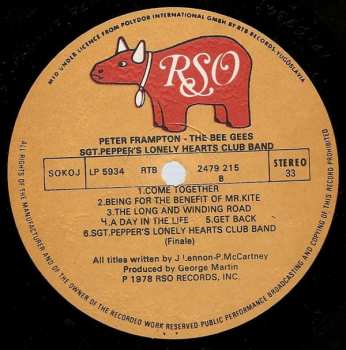 MFD UNDER LICENCE FROM POLYDOR INTERNATIONAL GMBH BY RTB RECORDS, YUGOSLAVIA
RSO
PETER FRAMPTON - THE BEE GEES
SGT.PEPPER'S LONELY HEARTS CLUB BAND
SOKOJ LP 5934 RTB 2479 215 STEREO
B 33
1.COME TOGETHER
2.BEING FOR THE BENEFIT OF MR.KITE
3.THE LONG AND WINDING ROAD
4.A DAY IN THE LIFE 5.GET BACK
6.SGT.PEPPER'S LONELY HEARTS CLUB BAND
(Finale)
All titles written by J Lennon-P.McCartney
Produced by George Martin
P 1978 RSO RECORDS, INC.
ALL RIGHTS OF THE MANUFACTURER AND OF THE OWNER OF THE RECORDED WORK RESERVED PUBLIC PERFORMANCE BROADCASTING AND COPYING OF THIS RECORD PROHIBITED